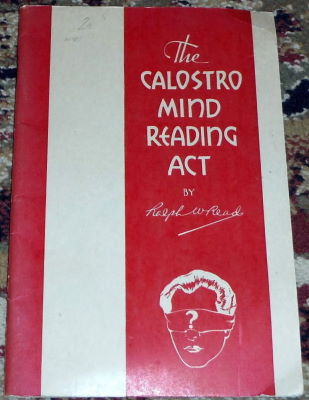 The
CALOSTRO
MIND
READING
ACT
BY
Ralph W Read
?